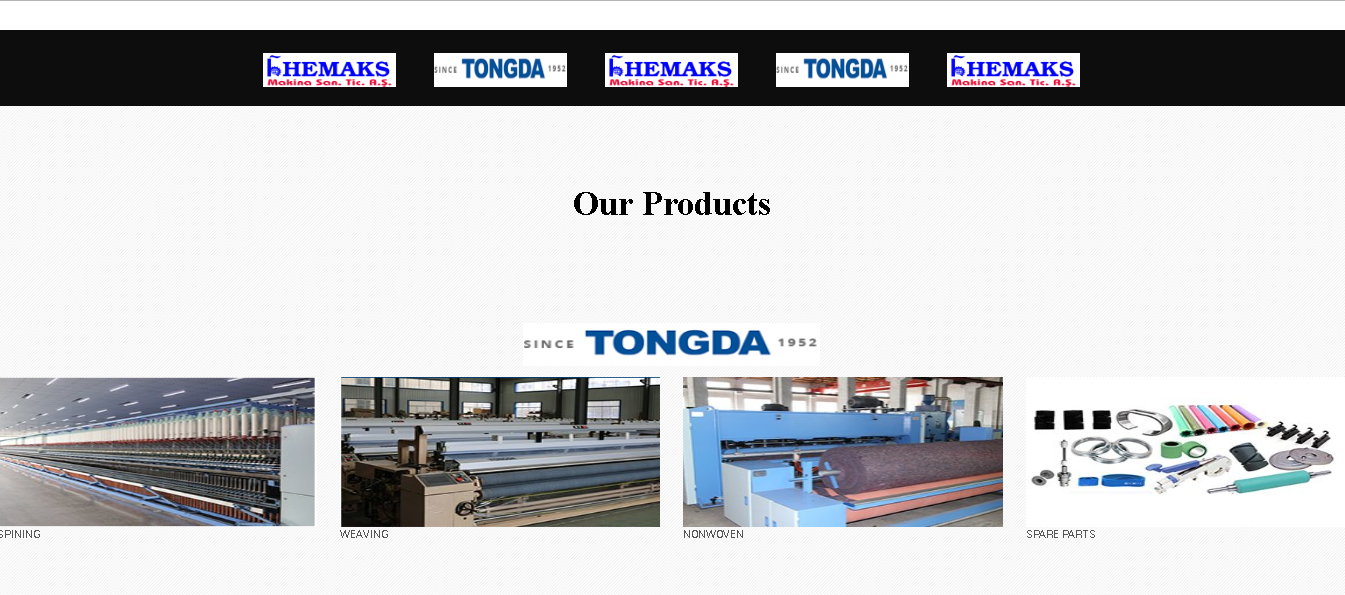 HEMAKS
Makina San. Tic. A.Ş.
SINCE TONGDA 1952
HEMAKS
Makina San. Tic. A.Ş.
SINCE TONGDA 1952
HEMAKS
Makina San. Tic. A.Ş.
Our Products
SINCE TONGDA 1952
SPINING
WEAVING
NONWOVEN
SPARE PARTS